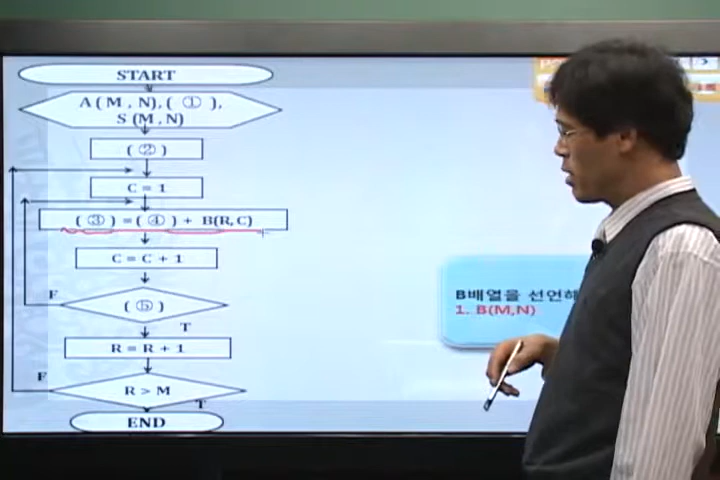 START
A ( M , N), ( ① ),
S (M , N)
( ② )
C = 1
( ③ ) = ( ④ ) + B(R, C)
C = C + 1
F
( ⑤ )
T
R = R + 1
F
R > M
T
END
B배열을 선언해
1. B(M,N)